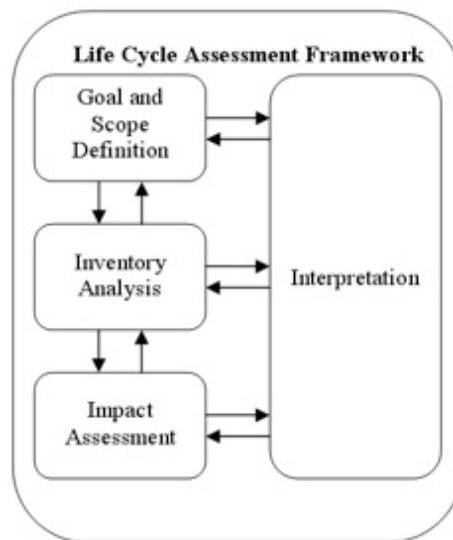 Life Cycle Assessment Framework
Goal and
Scope
Definition
Inventory
Analysis
Interpretation
Impact
Assessment